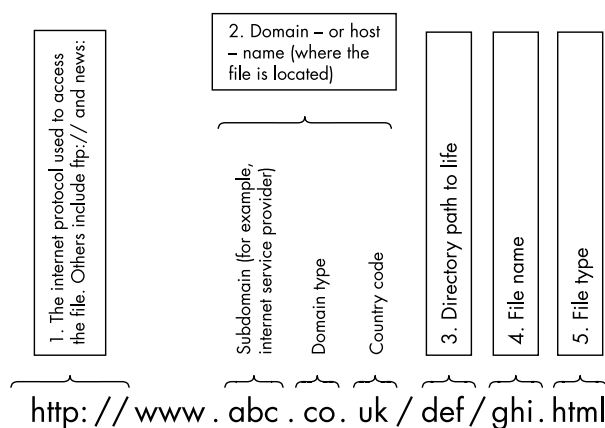 1. The internet protocol used to access
the file. Others include ftp:// and news:
2. Domain – or host
– name (where the
file is located)
Subdomain (for example,
internet service provider)
Domain type
Country code
3. Directory path to life
4. File name
5. File type
http://www.abc.co.uk/def/ghi.html